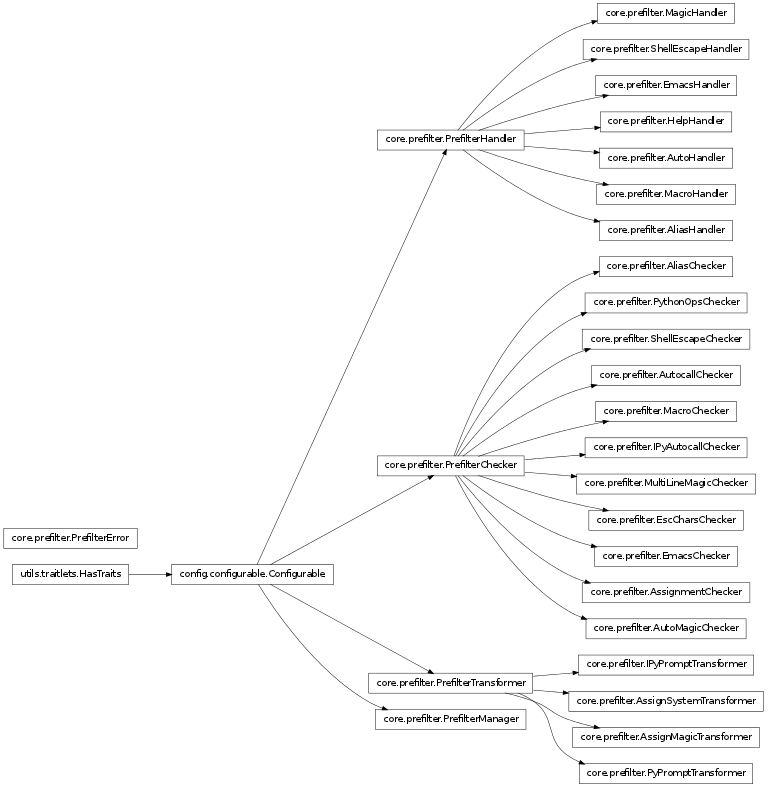 core.prefilter.MagicHandler
core.prefilter.ShellEscapeHandler
core.prefilter.EmacsHandler
core.prefilter.HelpHandler
core.prefilter.PrefilterHandler
core.prefilter.AutoHandler
core.prefilter.MacroHandler
core.prefilter.AliasHandler
core.prefilter.AliasChecker
core.prefilter.PythonOpsChecker
core.prefilter.ShellEscapeChecker
core.prefilter.AutocallChecker
core.prefilter.MacroChecker
core.prefilter.IPyAutocallChecker
core.prefilter.PrefilterChecker
core.prefilter.MultiLineMagicChecker
core.prefilter.EscCharsChecker
core.prefilter.PrefilterError
core.prefilter.EmacsChecker
utils.traitlets.HasTraits
config.configurable.Configurable
core.prefilter.AssignmentChecker
core.prefilter.AutoMagicChecker
core.prefilter.IPyPromptTransformer
core.prefilter.PrefilterTransformer
core.prefilter.AssignSystemTransformer
core.prefilter.PrefilterManager
core.prefilter.AssignMagicTransformer
core.prefilter.PyPromptTransformer